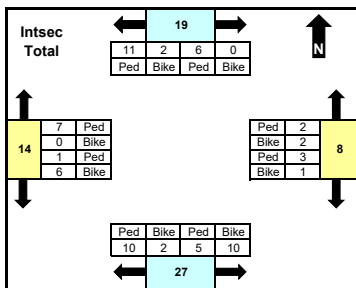 Intsec
Total
19
N
11 2 6 0
Ped Bike Ped Bike
14
7 Ped
0 Bike
1 Ped
6 Bike
Ped 2
Bike 2
Ped 3
Bike 1
8
Ped Bike Ped Bike
10 2 5 10
27